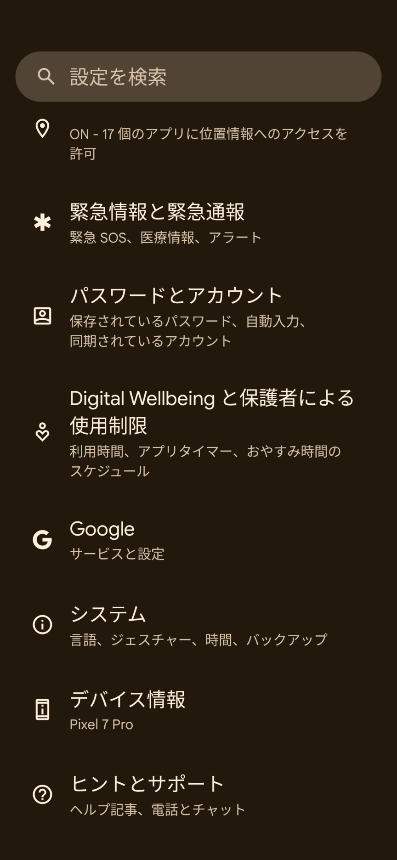 設定を検索
ON - 17 個のアプリに位置情報へのアクセスを
許可
緊急情報と緊急通報
緊急 SOS、医療情報、アラート
パスワードとアカウント
保存されているパスワード、自動入力、
同期されているアカウント
Digital Wellbeing と保護者による
使用制限
利用時間、アプリタイマー、おやすみ時間の
スケジュール
Google
サービスと設定
システム
言語、ジェスチャー、時間、バックアップ
デバイス情報
Pixel 7 Pro
ヒントとサポート
ヘルプ記事、電話とチャット